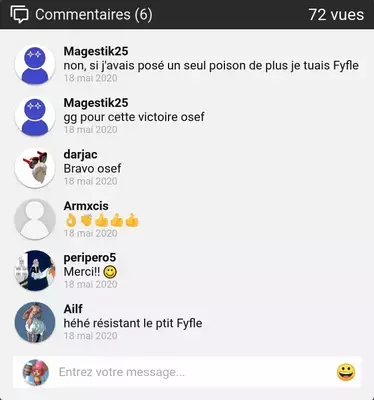 Commentaires (6) 72 vues
Magestik25
non, si j'avais posé un seul poison de plus je tuais Fyfle
18 mai 2020
Magestik25
gg pour cette victoire osef
18 mai 2020
darjac
Bravo osef
18 mai 2020
Armxcis
👌👏👍👍👍
18 mai 2020
peripero5
Merci!! 😉
18 mai 2020
Ailf
héhé résistant le ptit Fyfle
18 mai 2020
Entrez votre message... 😀